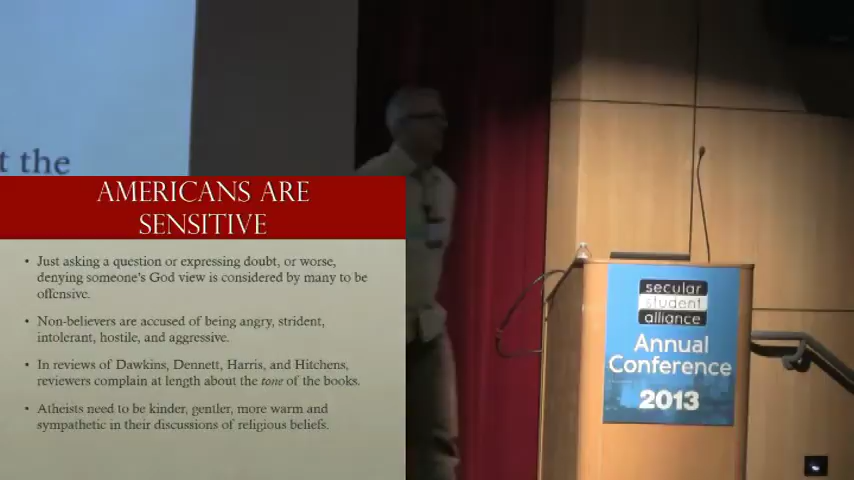 t the
AMERICANS ARE
SENSITIVE
• Just asking a question or expressing doubt, or worse,
denying someone's God view is considered by many to be
offensive.
• Non-believers are accused of being angry, strident,
intolerant, hostile, and aggressive.
• In reviews of Dawkins, Dennett, Harris, and Hitchens,
reviewers complain at length about the tone of the books.
• Atheists need to be kinder, gentler, more warm and
sympathetic in their discussions of religious beliefs.
secular
student
alliance
Annual
Conference
2013